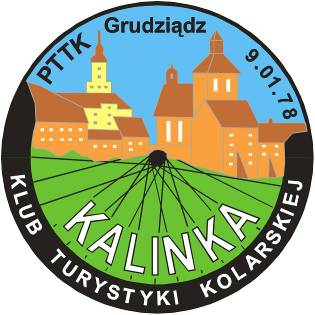 PTTK
Grudziądz
9.01.78
KALINKA
KLUB TURYSTYKI KOLARSKIEJ